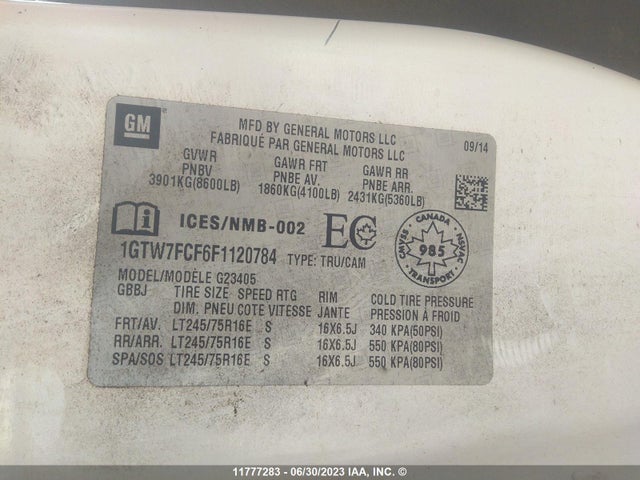 GM
MFD BY GENERAL MOTORS LLC
FABRIQUÉ PAR GENERAL MOTORS LLC
09/14
GVWR GAWR FRT GAWR RR
PNBV PNBE AV. PNBE ARR.
3901KG(8600LB) 1860KG(4100LB) 2431KG(5360LB)
ICES/NMB-002 EC
CANADA CMVSS NSVAC 985 TRANSPORT
1GTW7FCF6F1120784 TYPE: TRU/CAM
MODEL/MODÈLE G23405
GBBJ TIRE SIZE SPEED RTG RIM COLD TIRE PRESSURE
DIM. PNEU COTE VITESSE JANTE PRESSION À FROID
FRT/AV. LT245/75R16E S 16X6.5J 340 KPA(50PSI)
RR/ARR. LT245/75R16E S 16X6.5J 550 KPA(80PSI)
SPA/SOS LT245/75R16E S 16X6.5J 550 KPA(80PSI)
11777283 - 06/30/2023 IAA, INC. ©